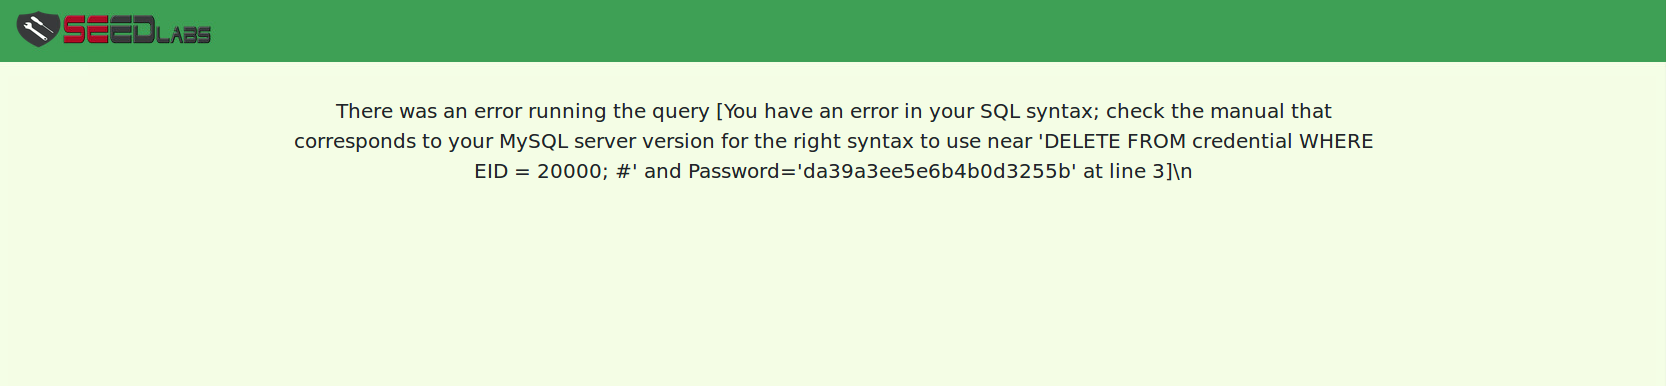 SEEDLABS
There was an error running the query [You have an error in your SQL syntax; check the manual that
corresponds to your MySQL server version for the right syntax to use near 'DELETE FROM credential WHERE
EID = 20000; #' and Password='da39a3ee5e6b4b0d3255b' at line 3]\n